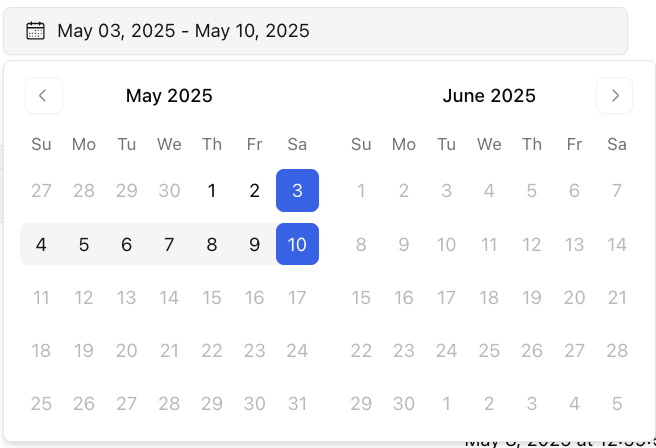 May 03, 2025 - May 10, 2025
May 2025 June 2025
Su Mo Tu We Th Fr Sa Su Mo Tu We Th Fr Sa
27 28 29 30 1 2 3 1 2 3 4 5 6 7
4 5 6 7 8 9 10 8 9 10 11 12 13 14
11 12 13 14 15 16 17 15 16 17 18 19 20 21
18 19 20 21 22 23 24 22 23 24 25 26 27 28
25 26 27 28 29 30 31 29 30 1 2 3 4 5